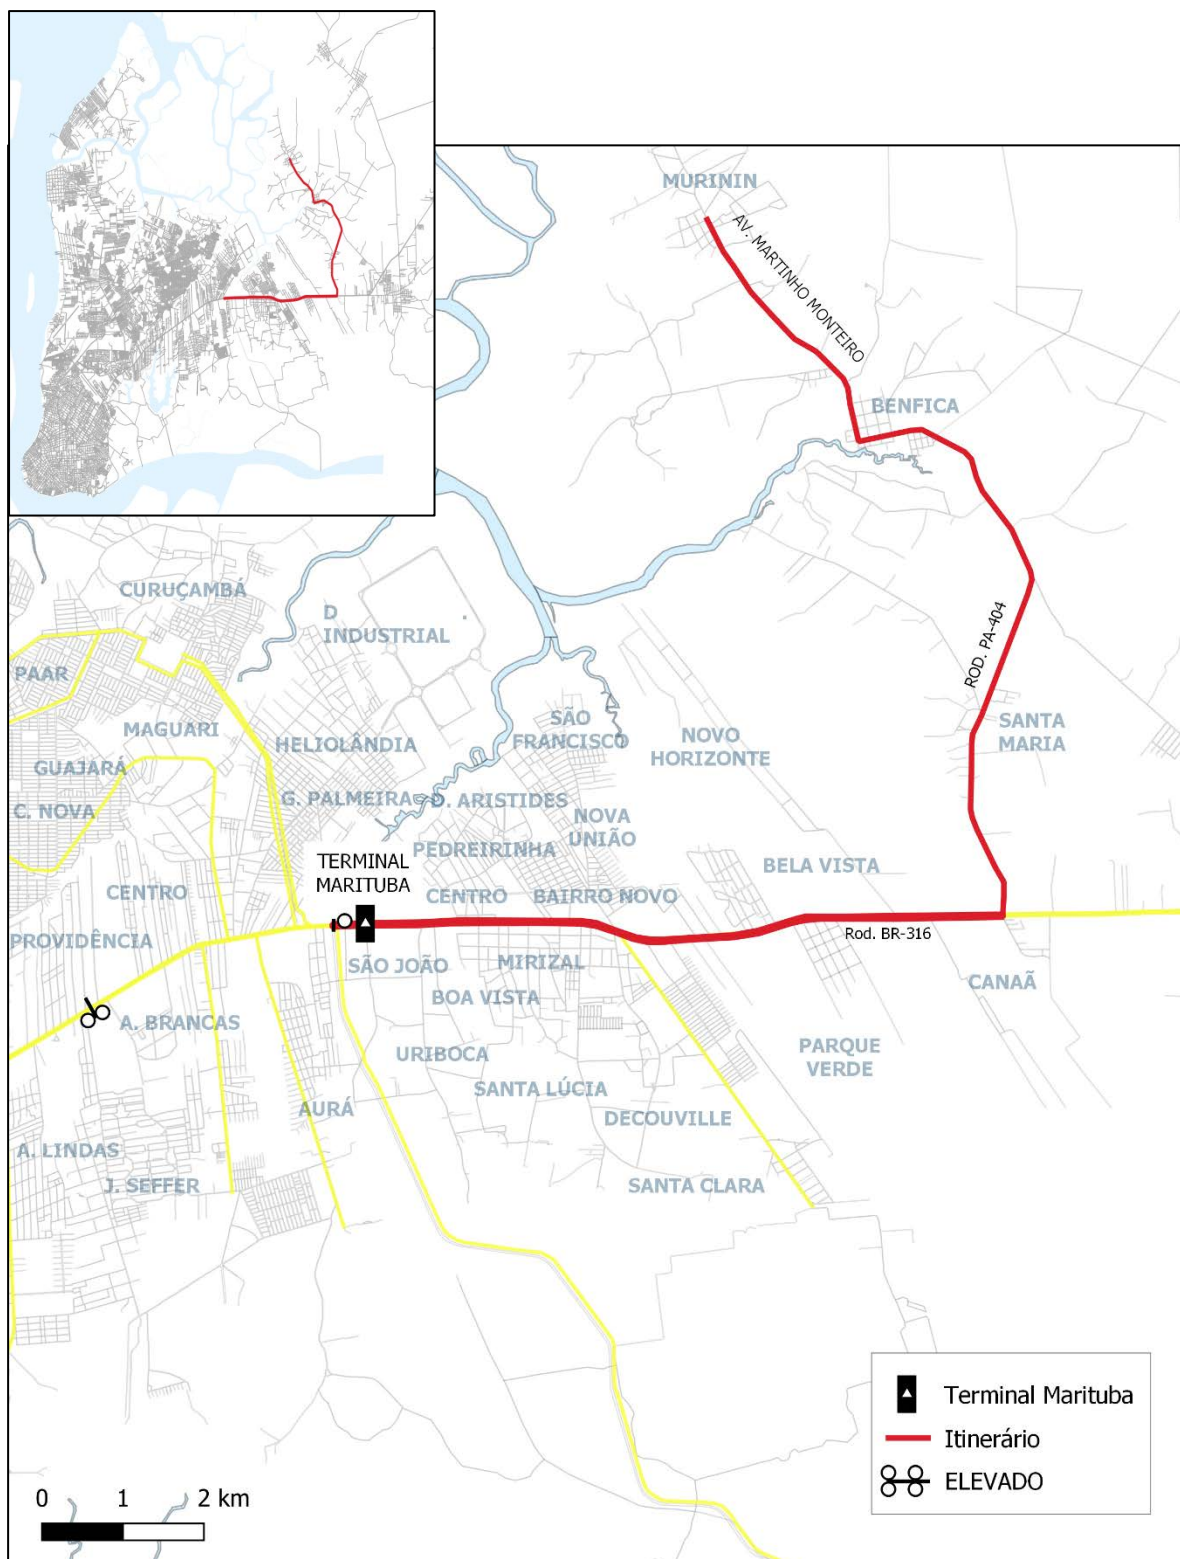 MURININ
AV. MARTINHO MONTEIRO
BENFICA
ROD. PA-404
CURUÇAMBÁ
D
INDUSTRIAL
PAAR
MAGUARI
HELIOLÂNDIA
SÃO
FRANCISCO
NOVO
HORIZONTE
SANTA
MARIA
GUAJARÁ
C. NOVA
G. PALMEIRA
D. ARISTIDES
NOVA
UNIÃO
PEDREIRINHA
TERMINAL
MARITUBA
BELA VISTA
CENTRO
CENTRO
BAIRRO NOVO
PROVIDÊNCIA
Rod. BR-316
SÃO JOÃO
MIRIZAL
CANAÃ
BOA VISTA
A. BRANCAS
URIBOCA
PARQUE
VERDE
SANTA LÚCIA
AURÁ
DECOUVILLE
A. LINDAS
J. SEFFER
SANTA CLARA
Terminal Marituba
Itinerário
ELEVADO
0 1 2 km